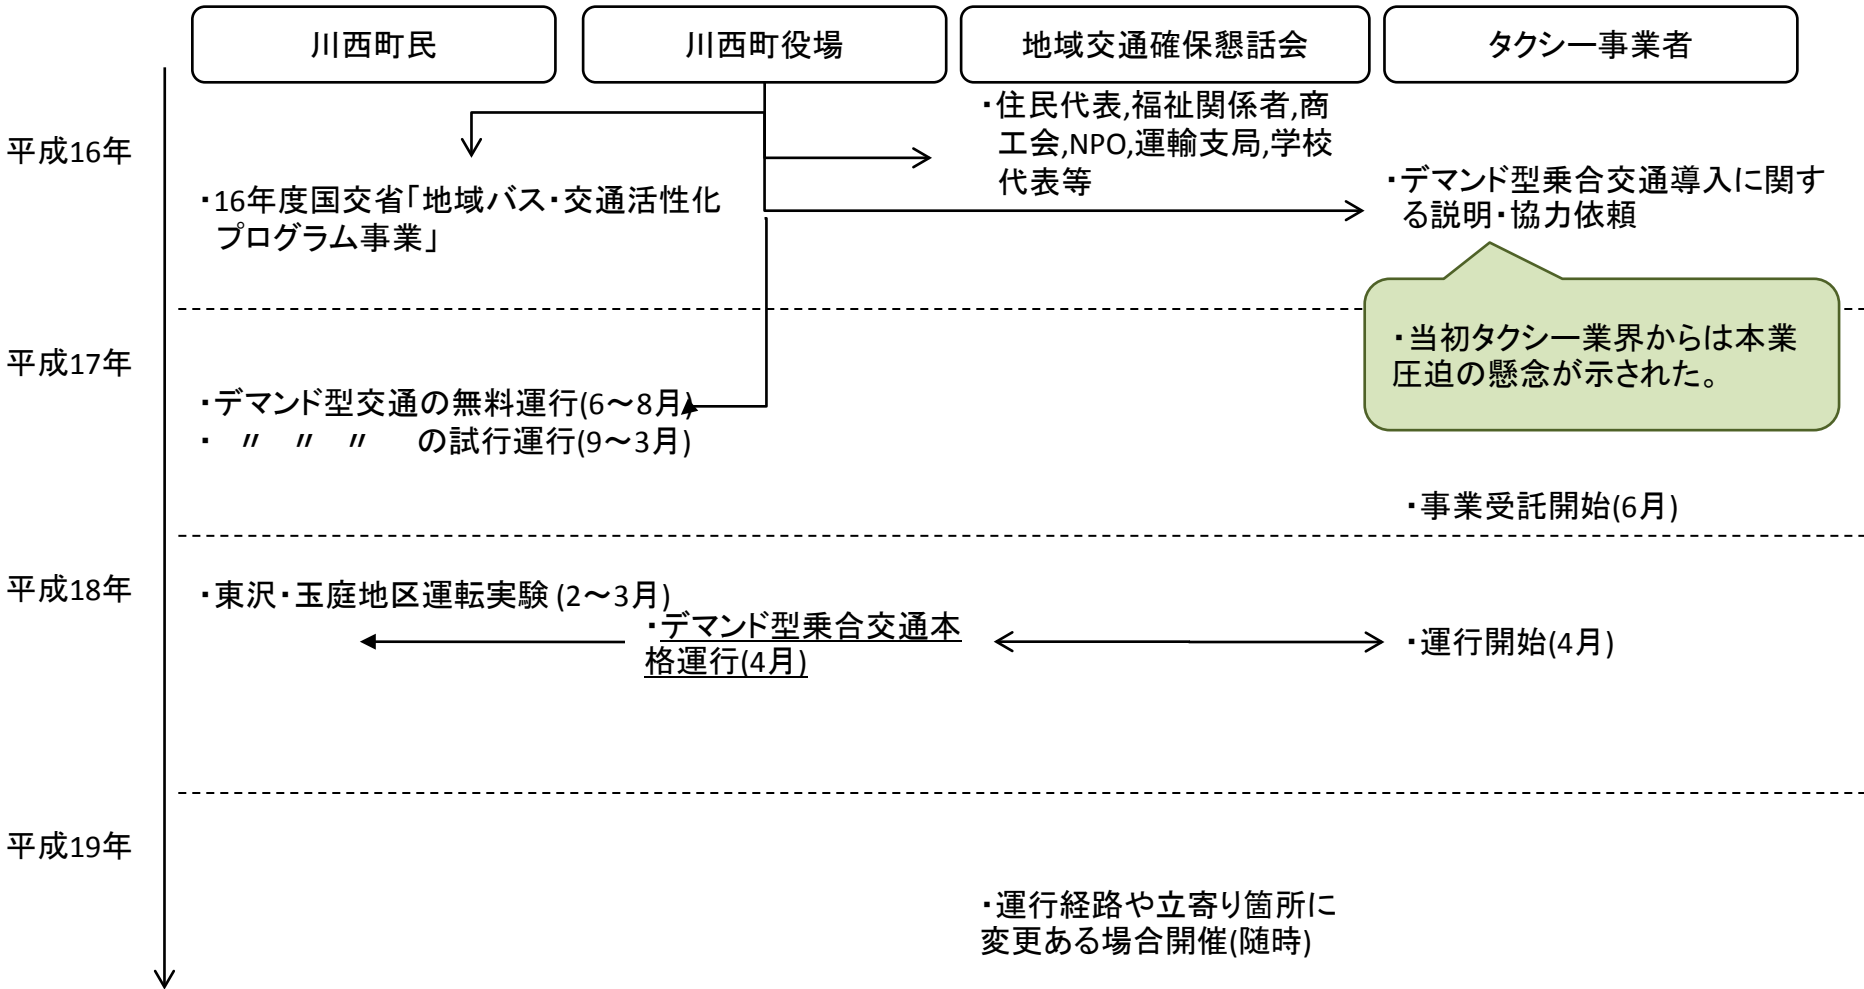 川西町民
川西町役場
地域交通確保懇話会
タクシー事業者
平成16年
・住民代表,福祉関係者,商
工会,NPO,運輸支局,学校
代表等
・16年度国交省「地域バス・交通活性化
プログラム事業」
・デマンド型乗合交通導入に関す
る説明・協力依頼
・当初タクシー業界からは本業
圧迫の懸念が示された。
平成17年
・デマンド型交通の無料運行(6～8月)
・ 〃 〃 〃 の試行運行(9～3月)
・事業受託開始(6月)
平成18年
・東沢・玉庭地区運転実験 (2～3月)
・デマンド型乗合交通本
格運行(4月)
・運行開始(4月)
平成19年
・運行経路や立寄り箇所に
変更ある場合開催(随時)